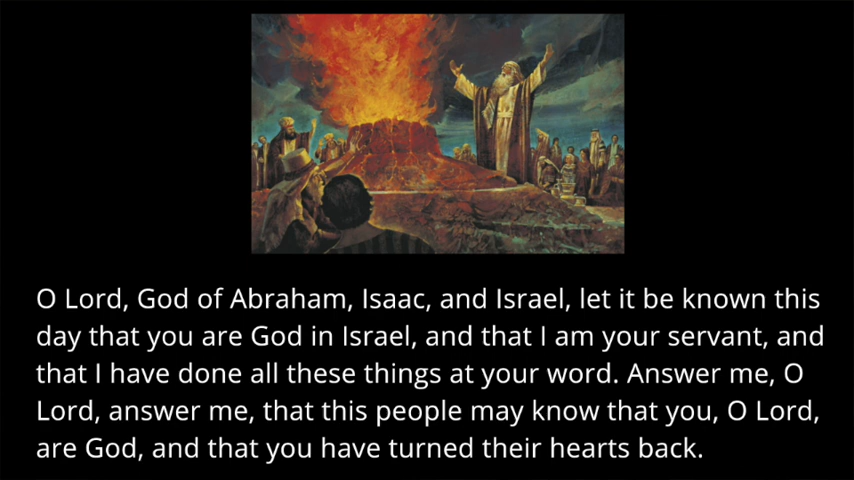 O Lord, God of Abraham, Isaac, and Israel, let it be known this
day that you are God in Israel, and that I am your servant, and
that I have done all these things at your word. Answer me, O
Lord, answer me, that this people may know that you, O Lord,
are God, and that you have turned their hearts back.